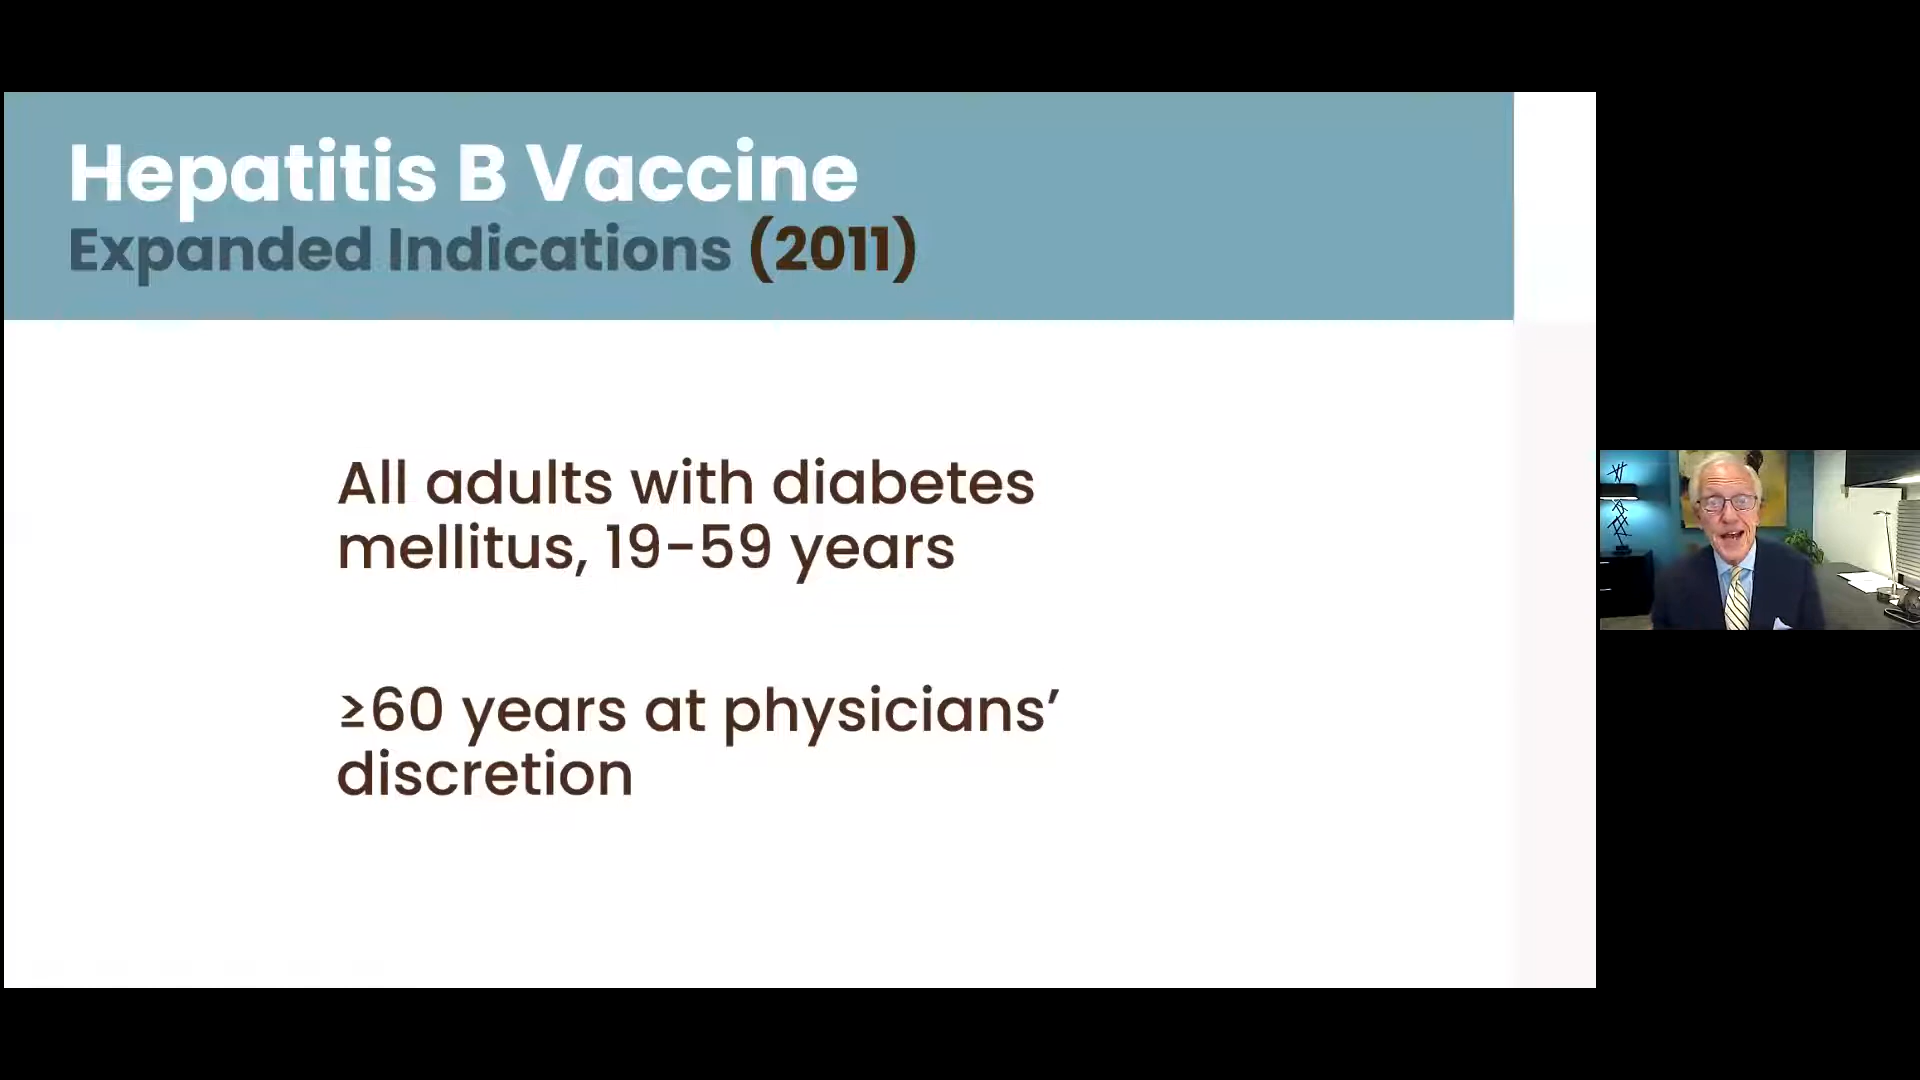 Hepatitis B Vaccine
Expanded Indications (2011)
All adults with diabetes
mellitus, 19-59 years
≥60 years at physicians’
discretion